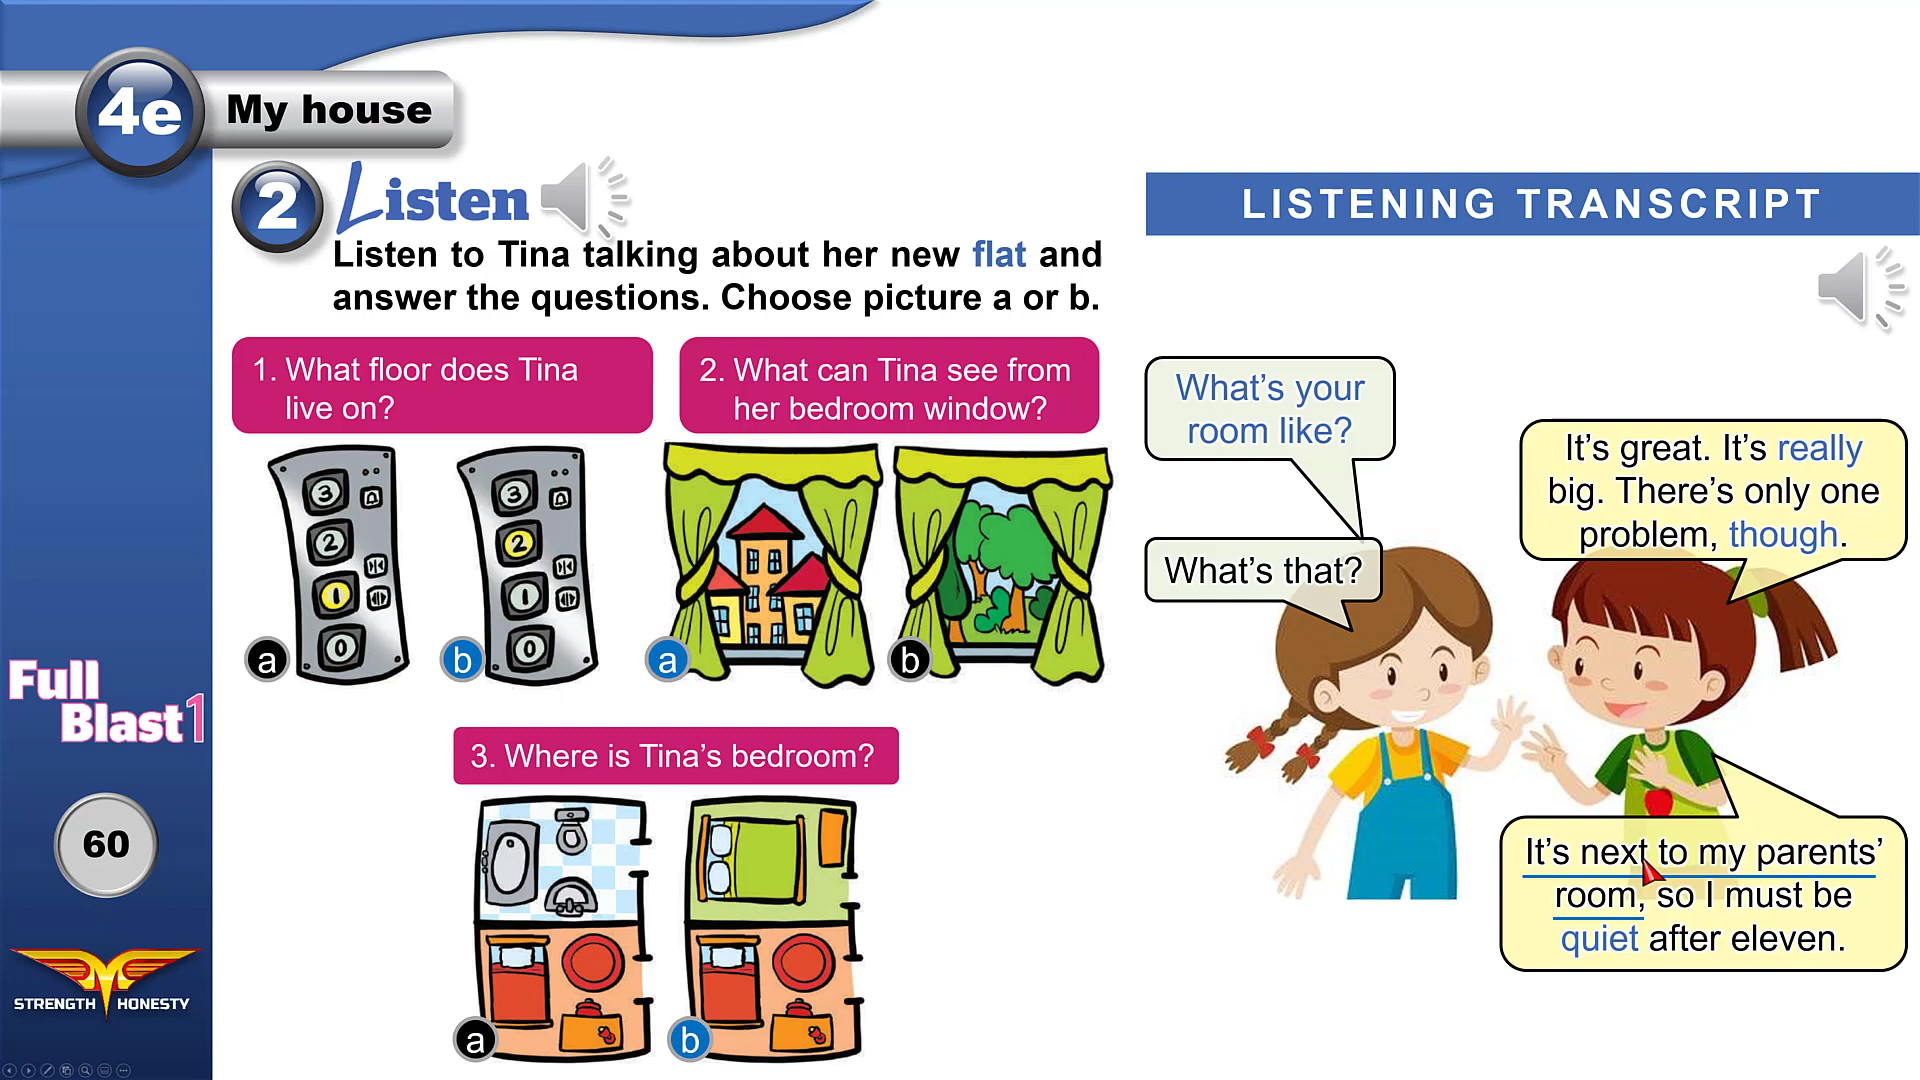 4e
My house
2
Listen
Listen to Tina talking about her new flat and
answer the questions. Choose picture a or b.
1. What floor does Tina
live on?
2. What can Tina see from
her bedroom window?
3
2
1
0
a
3
2
1
0
b
a
b
3. Where is Tina's bedroom?
a
b
LISTENING TRANSCRIPT
What's your
room like?
It's great. It's really
big. There's only one
problem, though.
What's that?
It's next to my parents'
room, so I must be
quiet after eleven.
Full
Blast 1
60
STRENGTH HONESTY